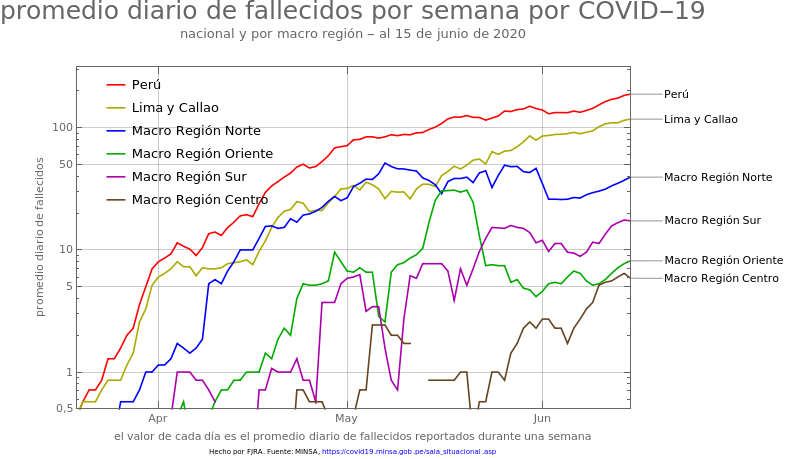 promedio diario de fallecidos por semana por COVID–19
nacional y por macro región – al 15 de junio de 2020
Perú
Lima y Callao
Macro Región Norte
Macro Región Oriente
Macro Región Sur
Macro Región Centro
promedio diario de fallecidos
100
50
10
5
1
0,5
Apr
May
Jun
Perú
Lima y Callao
Macro Región Norte
Macro Región Sur
Macro Región Oriente
Macro Región Centro
el valor de cada día es el promedio diario de fallecidos reportados durante una semana
Hecho por FJRA. Fuente: MINSA, https://covid19.minsa.gob.pe/sala_situacional .asp